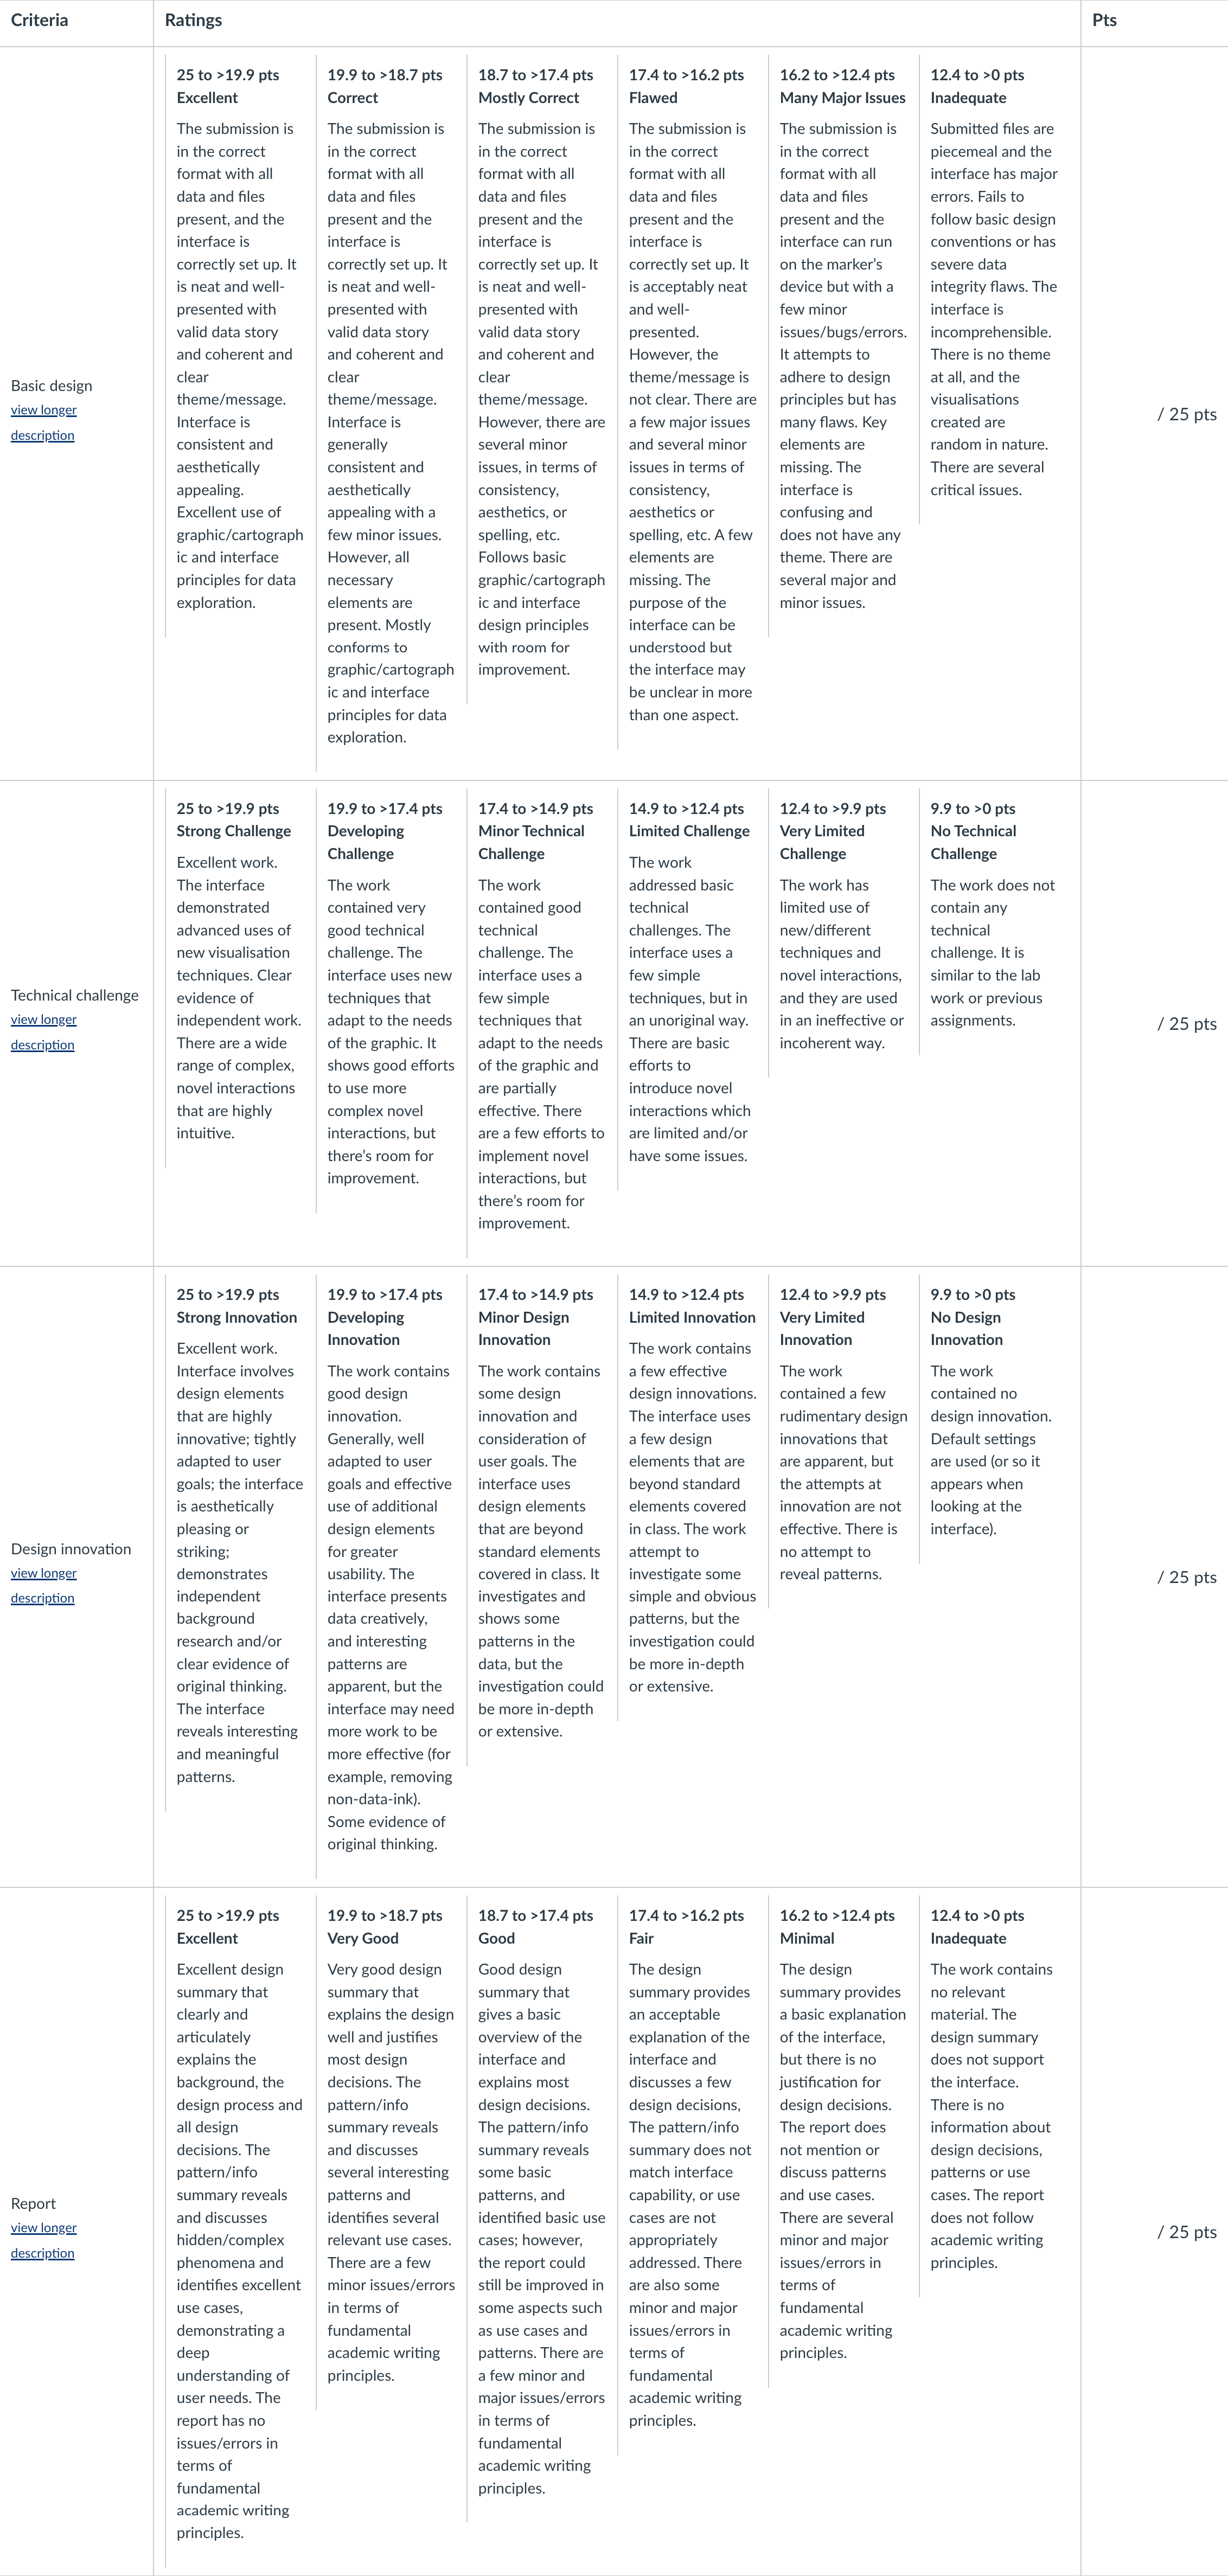 Criteria
Ratings
Pts
Basic design
view longer
description
25 to >19.9 pts
Excellent
The submission is
in the correct
format with all
data and files
present, and the
interface is
correctly set up. It
is neat and well-
presented with
valid data story
and coherent and
clear
theme/message.
Interface is
consistent and
aesthetically
appealing.
Excellent use of
graphic/cartograph
ic and interface
principles for data
exploration.
19.9 to >18.7 pts
Correct
The submission is
in the correct
format with all
data and files
present and the
interface is
correctly set up. It
is neat and well-
presented with
valid data story
and coherent and
clear
theme/message.
Interface is
generally
consistent and
aesthetically
appealing with a
few minor issues.
However, all
necessary
elements are
present. Mostly
conforms to
graphic/cartograph
ic and interface
principles for data
exploration.
18.7 to >17.4 pts
Mostly Correct
The submission is
in the correct
format with all
data and files
present and the
interface is
correctly set up. It
is neat and well-
presented with
valid data story
and coherent and
clear
theme/message.
However, there are
several minor
issues, in terms of
consistency,
aesthetics, or
spelling, etc.
Follows basic
graphic/cartograph
ic and interface
design principles
with room for
improvement.
17.4 to >16.2 pts
Flawed
The submission is
in the correct
format with all
data and files
present and the
interface is
correctly set up. It
is acceptably neat
and well-
presented.
However, the
theme/message is
not clear. There are
a few major issues
and several minor
issues in terms of
consistency,
aesthetics or
spelling, etc. A few
elements are
missing. The
purpose of the
interface can be
understood but
the interface may
be unclear in more
than one aspect.
16.2 to >12.4 pts
Many Major Issues
The submission is
in the correct
format with all
data and files
present and the
interface can run
on the marker's
device but with a
few minor
issues/bugs/errors.
It attempts to
adhere to design
principles but has
many flaws. Key
elements are
missing. The
interface is
confusing and
does not have any
theme. There are
several major and
minor issues.
12.4 to >0 pts
Inadequate
Submitted files are
piecemeal and the
interface has major
errors. Fails to
follow basic design
conventions or has
severe data
integrity flaws. The
interface is
incomprehensible.
There is no theme
at all, and the
visualisations
created are
random in nature.
There are several
critical issues.
/ 25 pts
Technical challenge
view longer
description
25 to >19.9 pts
Strong Challenge
Excellent work.
The interface
demonstrated
advanced uses of
new visualisation
techniques. Clear
evidence of
independent work.
There are a wide
range of complex,
novel interactions
that are highly
intuitive.
19.9 to >17.4 pts
Developing
Challenge
The work
contained very
good technical
challenge. The
interface uses new
techniques that
adapt to the needs
of the graphic. It
shows good efforts
to use more
complex novel
interactions, but
there's room for
improvement.
17.4 to >14.9 pts
Minor Technical
Challenge
The work
contained good
technical
challenge. The
interface uses a
few simple
techniques that
adapt to the needs
of the graphic and
are partially
effective. There
are a few efforts to
implement novel
interactions, but
there's room for
improvement.
14.9 to >12.4 pts
Limited Challenge
The work
addressed basic
technical
challenges. The
interface uses a
few simple
techniques, but in
an unoriginal way.
There are basic
efforts to
introduce novel
interactions which
are limited and/or
have some issues.
12.4 to >9.9 pts
Very Limited
Challenge
The work has
limited use of
new/different
techniques and
novel interactions,
and they are used
in an ineffective or
incoherent way.
9.9 to >0 pts
No Technical
Challenge
The work does not
contain any
technical
challenge. It is
similar to the lab
work or previous
assignments.
/ 25 pts
Design innovation
view longer
description
25 to >19.9 pts
Strong Innovation
Excellent work.
Interface involves
design elements
that are highly
innovative; tightly
adapted to user
goals; the interface
is aesthetically
pleasing or
striking;
demonstrates
independent
background
research and/or
clear evidence of
original thinking.
The interface
reveals interesting
and meaningful
patterns.
19.9 to >17.4 pts
Developing
Innovation
The work contains
good design
innovation.
Generally, well
adapted to user
goals and effective
use of additional
design elements
for greater
usability. The
interface presents
data creatively,
and interesting
patterns are
apparent, but the
interface may need
more work to be
more effective (for
example, removing
non-data-ink).
Some evidence of
original thinking.
17.4 to >14.9 pts
Minor Design
Innovation
The work contains
some design
innovation and
consideration of
user goals. The
interface uses
design elements
that are beyond
standard elements
covered in class. It
investigates and
shows some
patterns in the
data, but the
investigation could
be more in-depth
or extensive.
14.9 to >12.4 pts
Limited Innovation
The work contains
a few effective
design innovations.
The interface uses
a few design
elements that are
beyond standard
elements covered
in class. The work
attempt to
investigate some
simple and obvious
patterns, but the
investigation could
be more in-depth
or extensive.
12.4 to >9.9 pts
Very Limited
Innovation
The work
contained a few
rudimentary design
innovations that
are apparent, but
the attempts at
innovation are not
effective. There is
no attempt to
reveal patterns.
9.9 to >0 pts
No Design
Innovation
The work
contained no
design innovation.
Default settings
are used (or so it
appears when
looking at the
interface).
/ 25 pts
Report
view longer
description
25 to >19.9 pts
Excellent
Excellent design
summary that
clearly and
articulately
explains the
background, the
design process and
all design
decisions. The
pattern/info
summary reveals
and discusses
hidden/complex
phenomena and
identifies excellent
use cases,
demonstrating a
deep
understanding of
user needs. The
report has no
issues/errors in
terms of
fundamental
academic writing
principles.
19.9 to >18.7 pts
Very Good
Very good design
summary that
explains the design
well and justifies
most design
decisions. The
pattern/info
summary reveals
and discusses
several interesting
patterns and
identifies several
relevant use cases.
There are a few
minor issues/errors
in terms of
fundamental
academic writing
principles.
18.7 to >17.4 pts
Good
Good design
summary that
gives a basic
overview of the
interface and
explains most
design decisions.
The pattern/info
summary reveals
some basic
patterns, and
identified basic use
cases; however,
the report could
still be improved in
some aspects such
as use cases and
patterns. There are
a few minor and
major issues/errors
in terms of
fundamental
academic writing
principles.
17.4 to >16.2 pts
Fair
The design
summary provides
an acceptable
explanation of the
interface and
discusses a few
design decisions,
The pattern/info
summary does not
match interface
capability, or use
cases are not
appropriately
addressed. There
are also some
minor and major
issues/errors in
terms of
fundamental
academic writing
principles.
16.2 to >12.4 pts
Minimal
The design
summary provides
a basic explanation
of the interface,
but there is no
justification for
design decisions.
The report does
not mention or
discuss patterns
and use cases.
There are several
minor and major
issues/errors in
terms of
fundamental
academic writing
principles.
12.4 to >0 pts
Inadequate
The work contains
no relevant
material. The
design summary
does not support
the interface.
There is no
information about
design decisions,
patterns or use
cases. The report
does not follow
academic writing
principles.
/ 25 pts